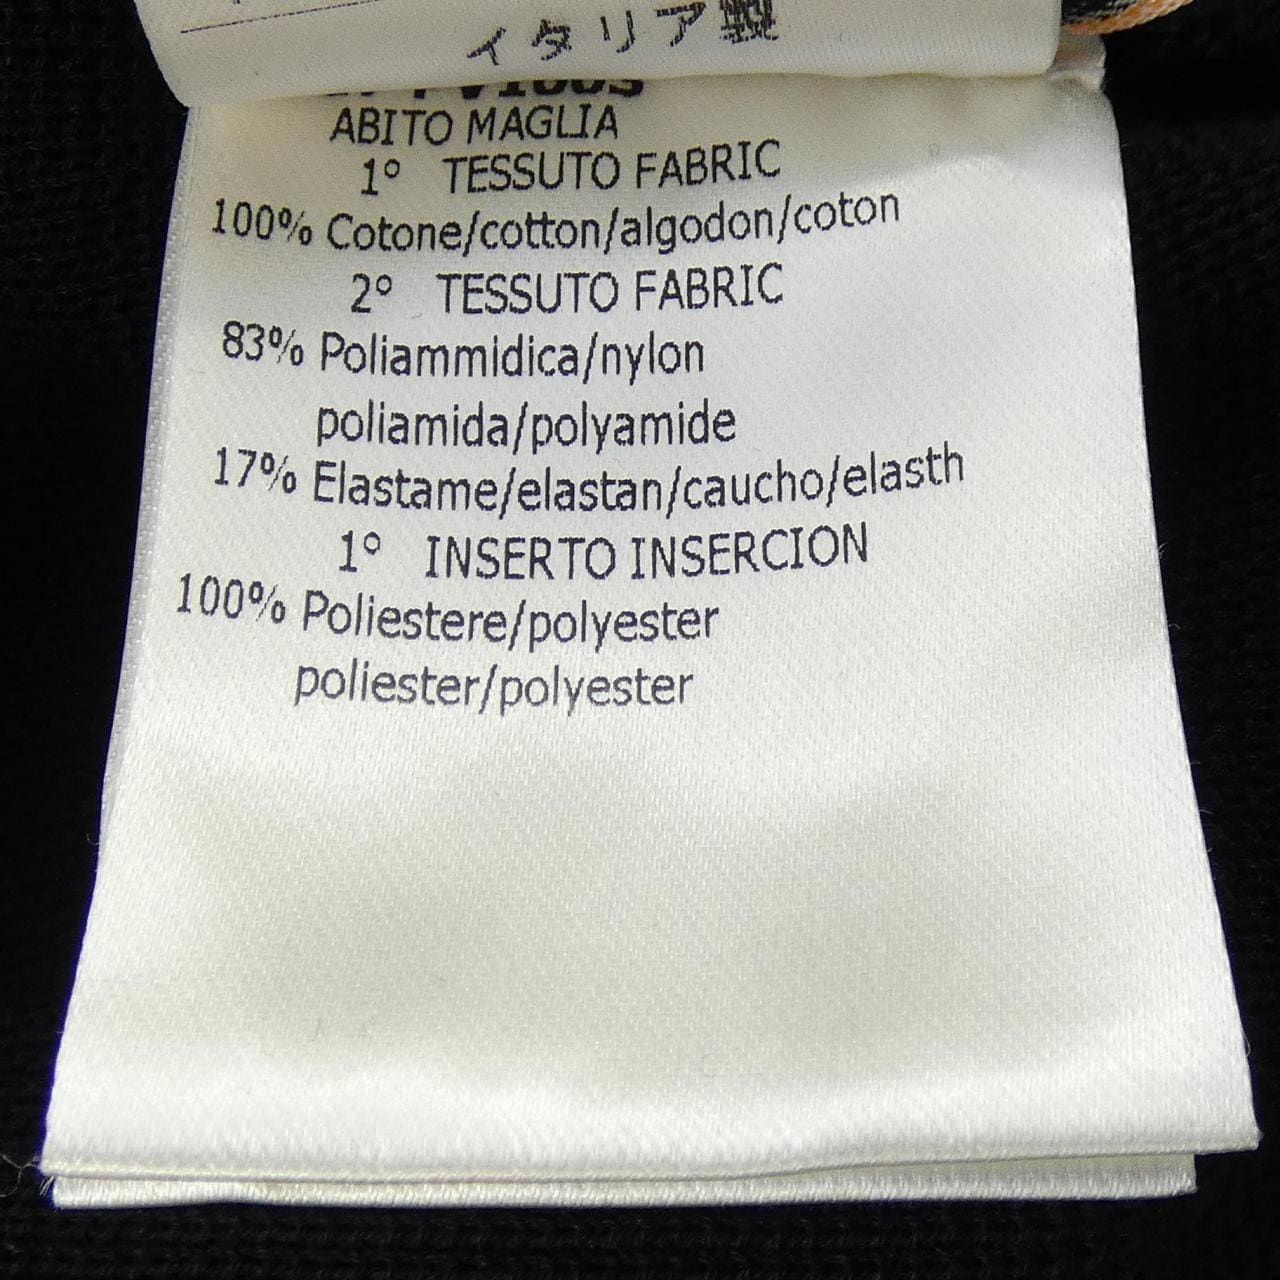 イタリア製
ABITO MAGLIA
1° TESSUTO FABRIC
100% Cotone/cotton/algodon/coton
2° TESSUTO FABRIC
83% Poliammidica/nylon
poliamida/polyamide
17% Elastame/elastan/caucho/elasth
1° INSERTO INSERCION
100% Poliestere/polyester
poliester/polyester